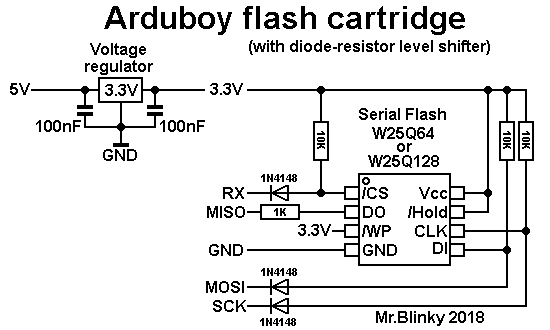 Arduboy flash cartridge
(with diode-resistor level shifter)
Voltage
regulator
5V
3.3V
3.3V
100nF
100nF
GND
Serial Flash
W25Q64
or
W25Q128
10K
10K
10K
1N4148
RX
/CS
Vcc
MISO
1K
DO
/Hold
3.3V
/WP
CLK
GND
GND
DI
1N4148
MOSI
SCK
1N4148
Mr.Blinky 2018